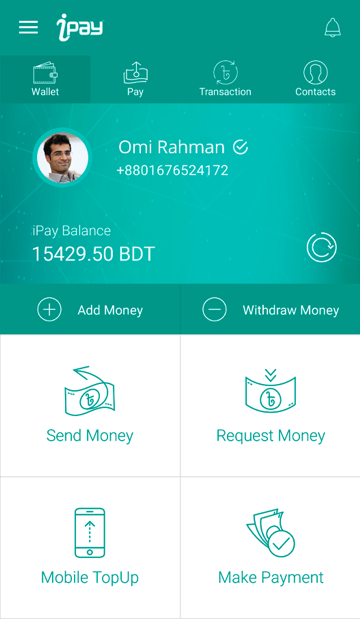 iPay
Wallet
Pay
Transaction
Contacts
Omi Rahman
+8801676524172
iPay Balance
15429.50 BDT
Add Money
Withdraw Money
৳
Send Money
৳
Request Money
Mobile TopUp
Make Payment